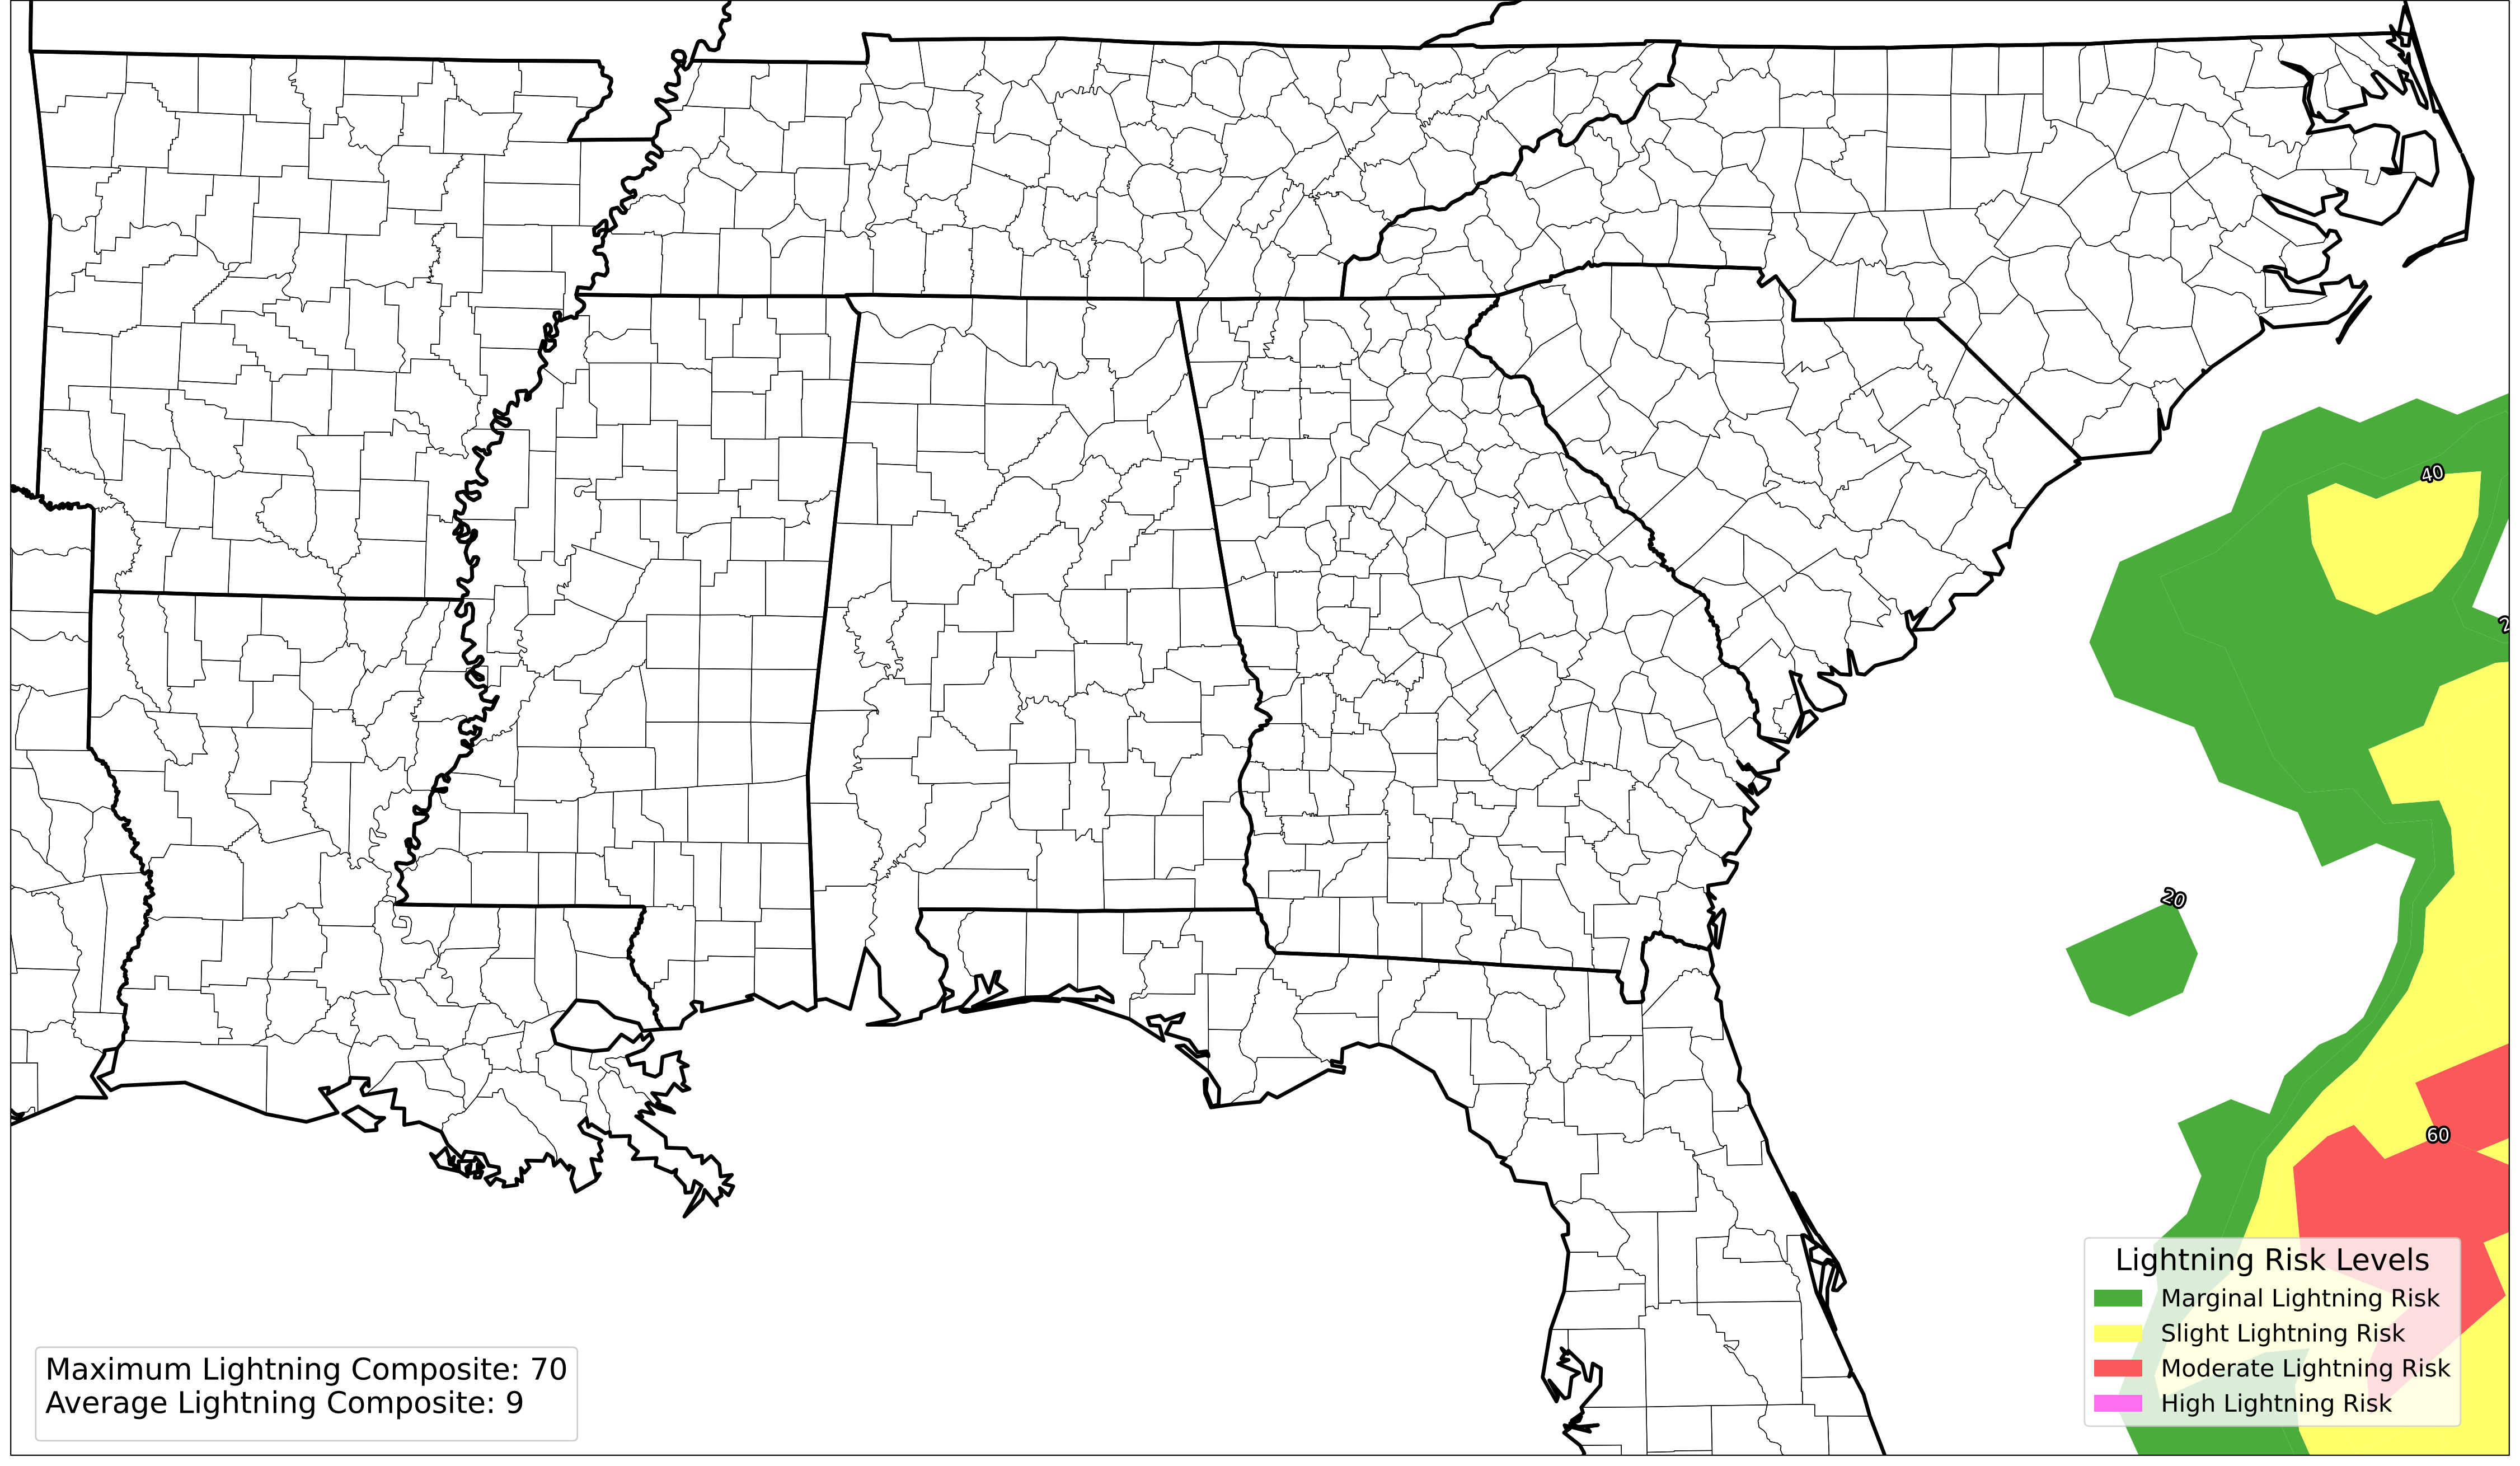 40
20
60
Lightning Risk Levels
Marginal Lightning Risk
Slight Lightning Risk
Moderate Lightning Risk
High Lightning Risk
Maximum Lightning Composite: 70
Average Lightning Composite: 9